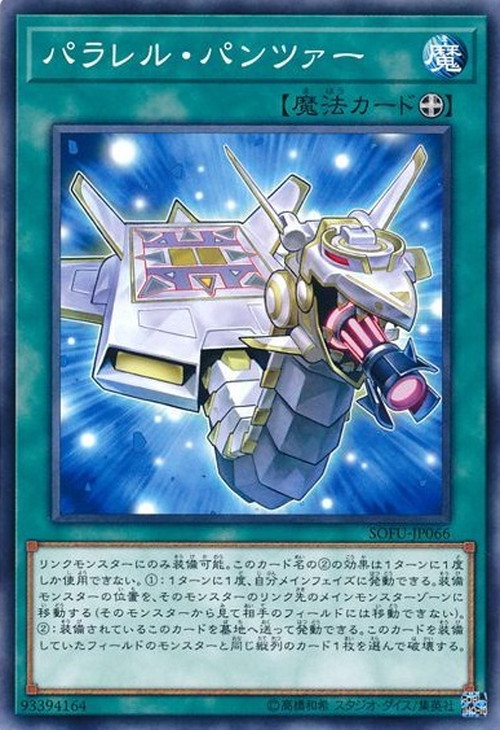 パラレル・パンツァー
魔
【魔法カード】
SOFU-JP066
リンクモンスターにのみ装備可能。このカード名の②の効果は1ターンに1度
しか使用できない。①:1ターンに1度、自分メインフェイズに発動できる。装備
モンスターの位置を、そのモンスターのリンク先のメインモンスターゾーンに
移動する(そのモンスターから見て相手のフィールドには移動できない)。
②:装備されているこのカードを墓地へ送って発動できる。このカードを装備
していたフィールドのモンスターと同じ縦列のカード1枚を選んで破壊する。
93394164
©高橋和希 スタジオ・ダイス/集英社